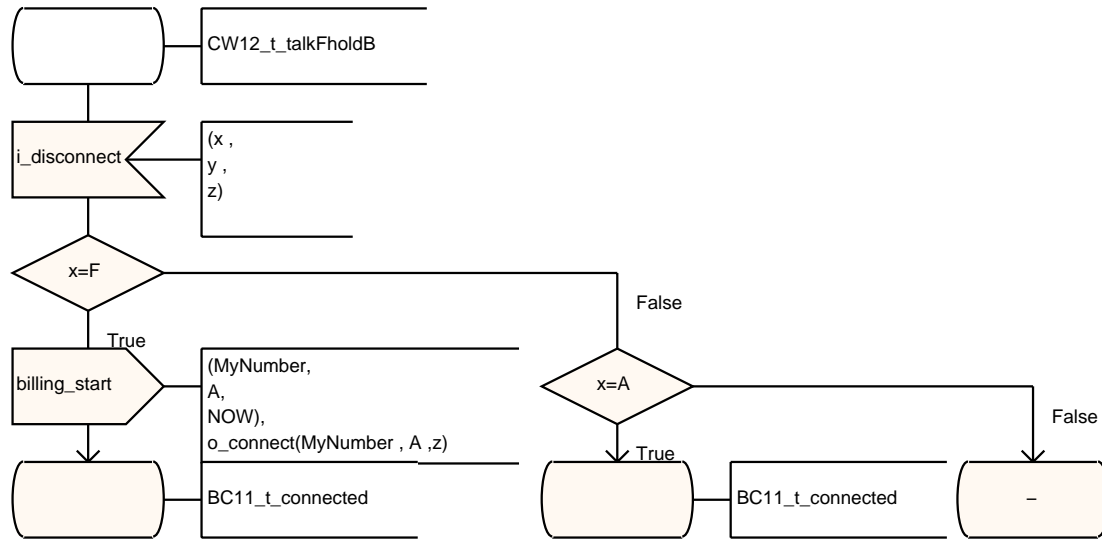 CW12_t_talkFholdB
i_disconnect
(x ,
y ,
z)
x=F
False
True
billing_start
(MyNumber,
A,
NOW),
o_connect(MyNumber , A ,z)
x=A
False
True
BC11_t_connected
BC11_t_connected
–